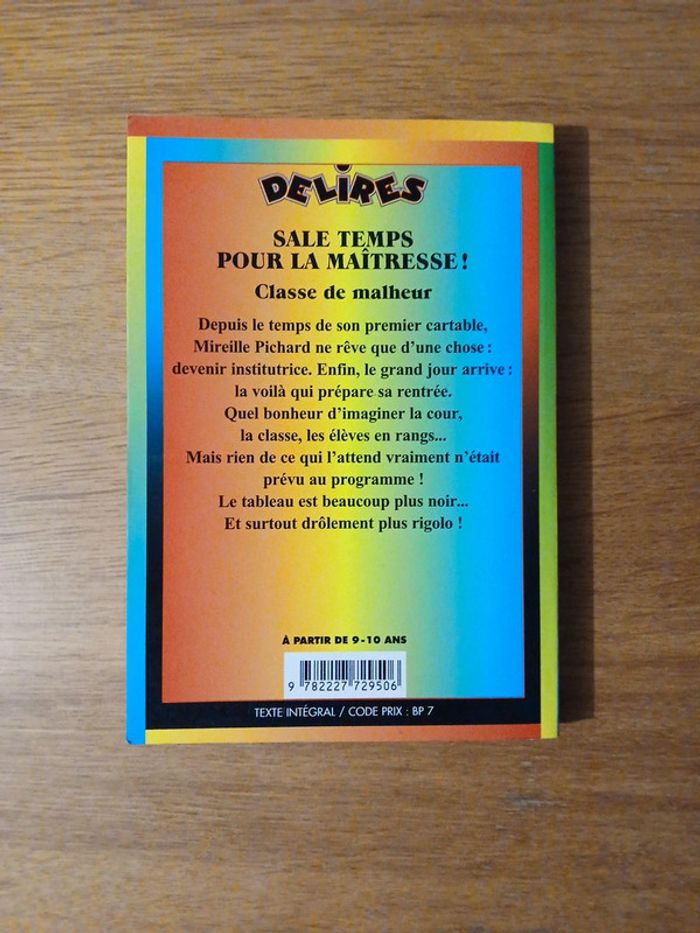 DELIRES
SALE TEMPS
POUR LA MAÎTRESSE !
Classe de malheur
Depuis le temps de son premier cartable,
Mireille Pichard ne rêve que d'une chose :
devenir institutrice. Enfin, le grand jour arrive :
la voilà qui prépare sa rentrée.
Quel bonheur d'imaginer la cour,
la classe, les élèves en rangs...
Mais rien de ce qui l'attend vraiment n'était
prévu au programme !
Le tableau est beaucoup plus noir...
Et surtout drôlement plus rigolo !
À PARTIR DE 9-10 ANS
9 782227 729506
TEXTE INTÉGRAL / CODE PRIX : BP 7